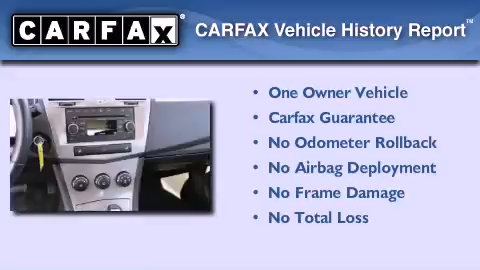 CARFAX®
CARFAX Vehicle History Report™
• One Owner Vehicle
• Carfax Guarantee
• No Odometer Rollback
• No Airbag Deployment
• No Frame Damage
• No Total Loss